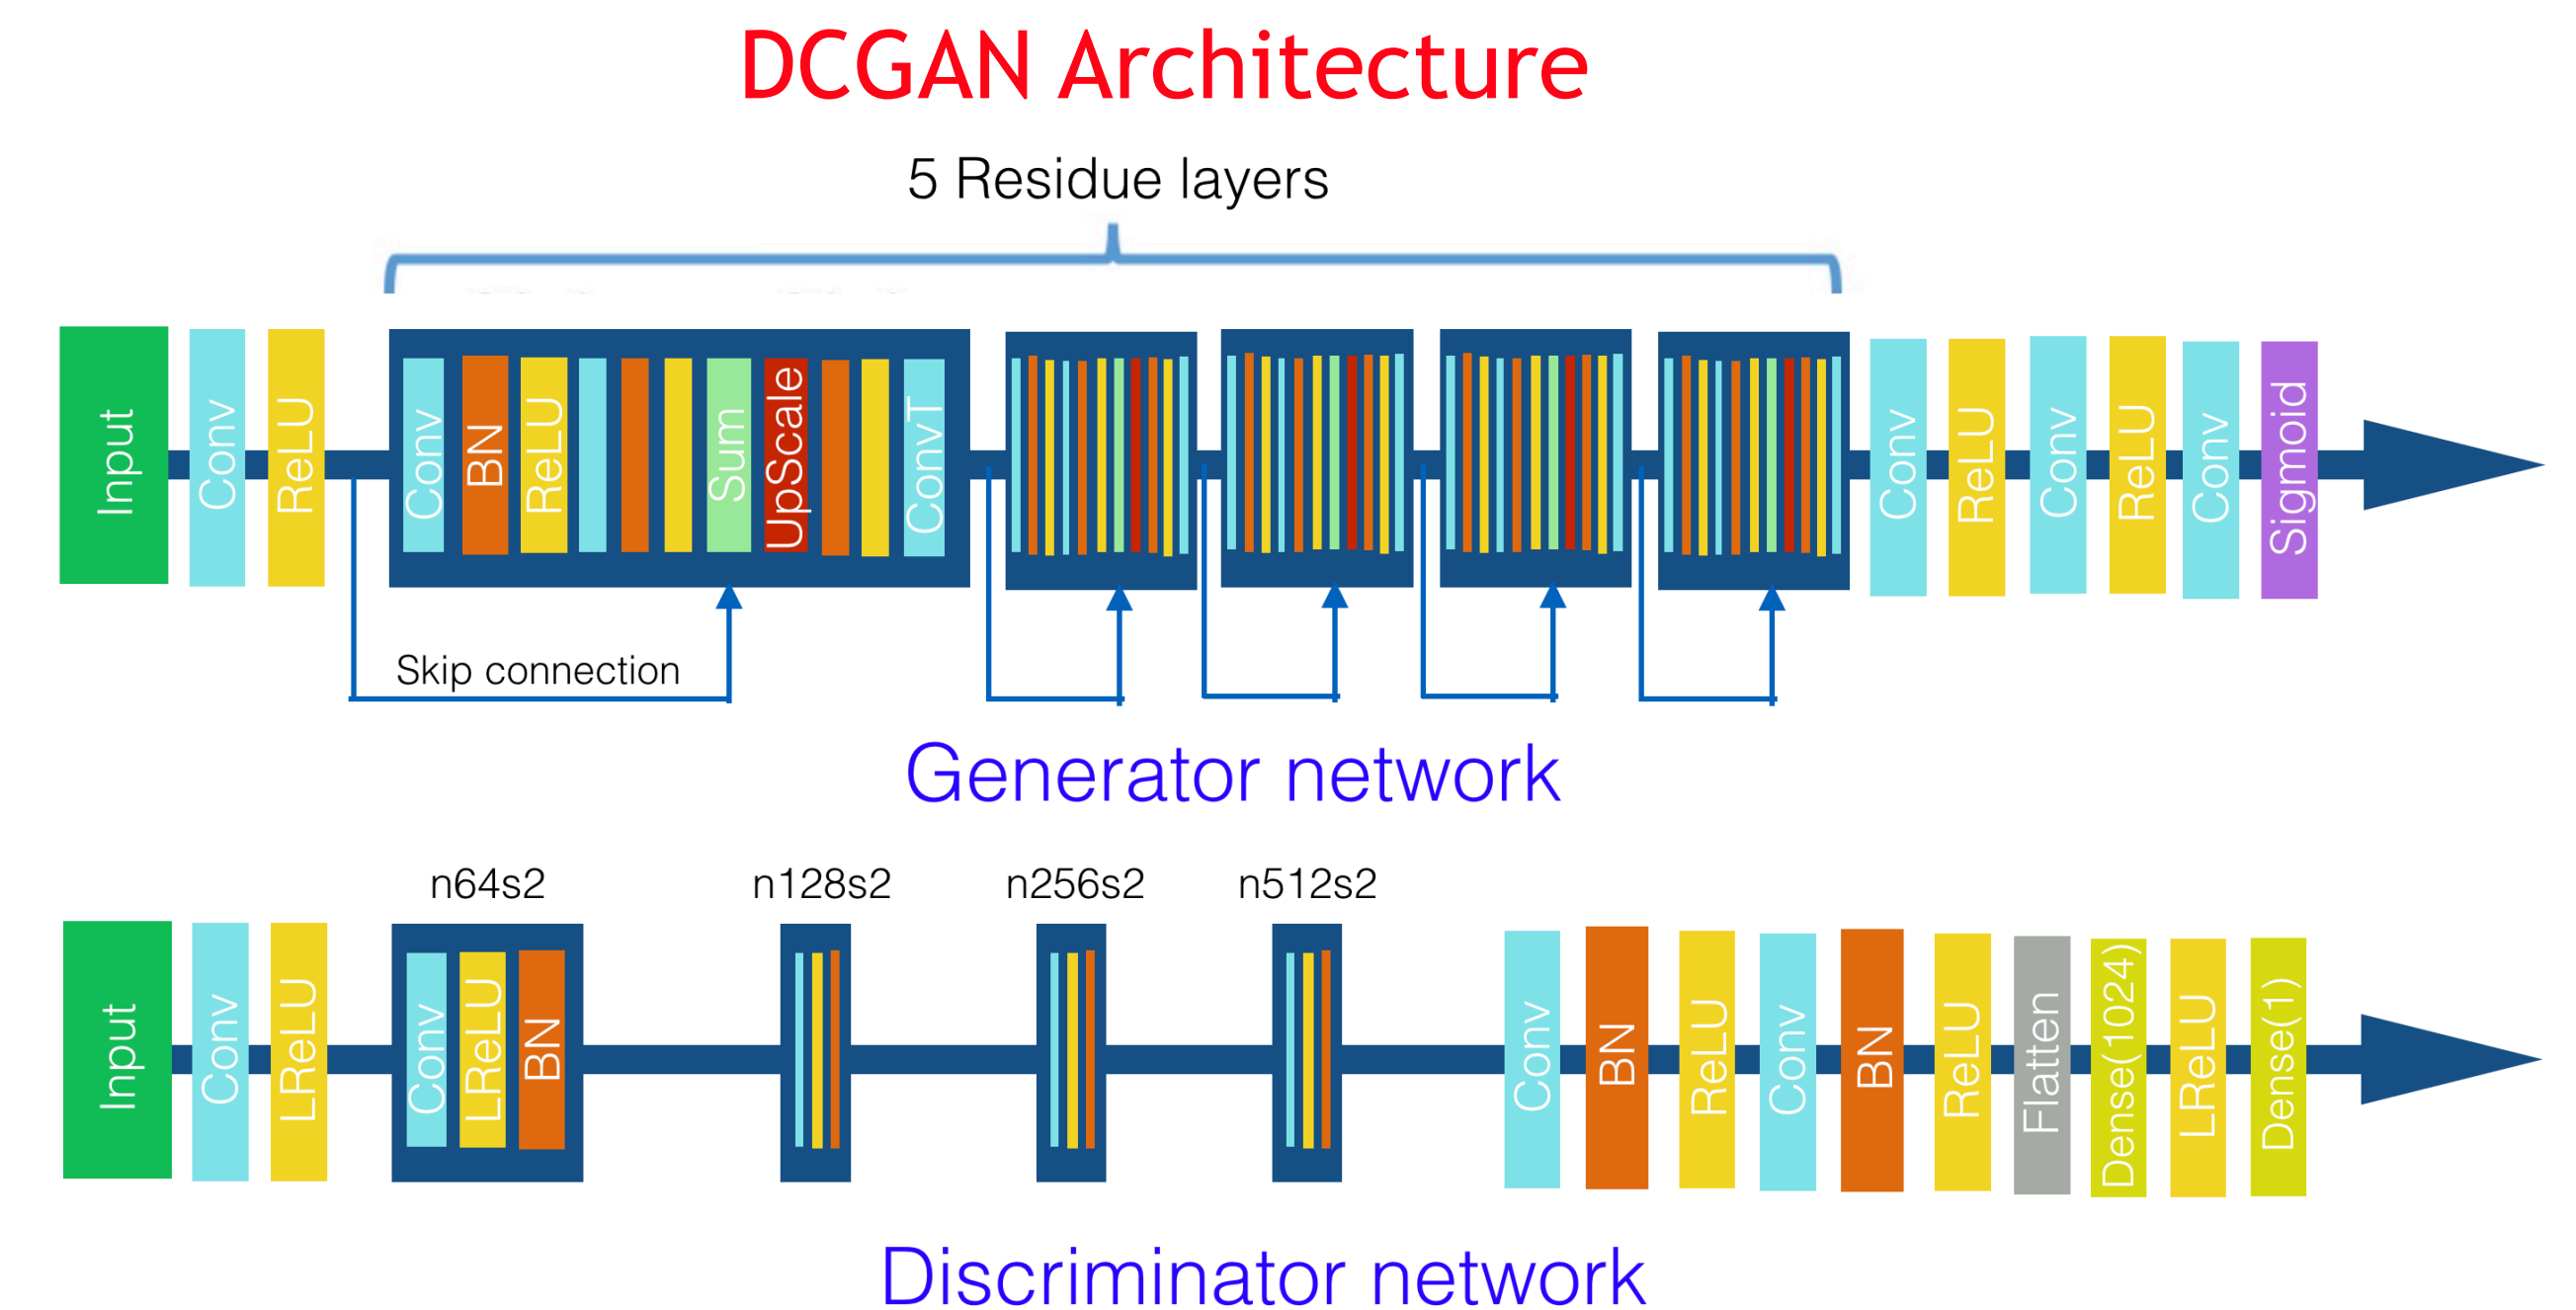 DCGAN Architecture
5 Residue layers
Input
Conv
ReLU
Conv
BN
ReLU
Sum
UpScale
ConvT
Conv
ReLU
Conv
ReLU
Conv
Sigmoid
Skip connection
Generator network
n64s2
n128s2
n256s2
n512s2
Input
Conv
LReLU
Conv
LReLU
BN
Conv
BN
ReLU
Conv
BN
ReLU
Flatten
Dense(1024)
LReLU
Dense(1)
Discriminator network